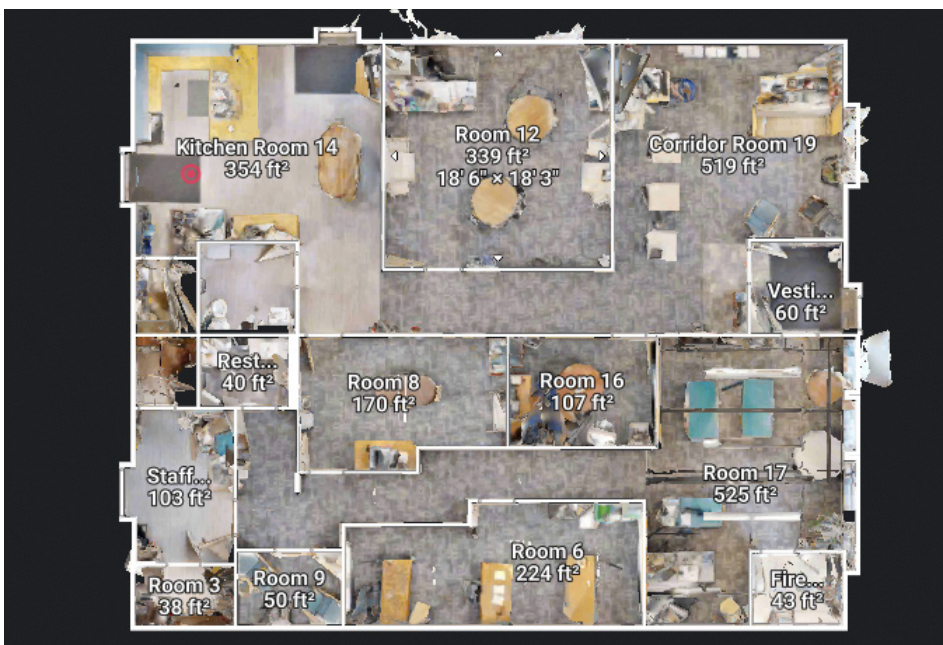 Kitchen Room 14
354 ft²
Room 12
339 ft²
18' 6" × 18' 3"
Corridor Room 19
519 ft²
Vesti...
60 ft²
Rest...
40 ft²
Room 8
170 ft²
Room 16
107 ft²
Staff...
103 ft²
Room 17
525 ft²
Room 3
38 ft²
Room 9
50 ft²
Room 6
224 ft²
Fire...
43 ft²